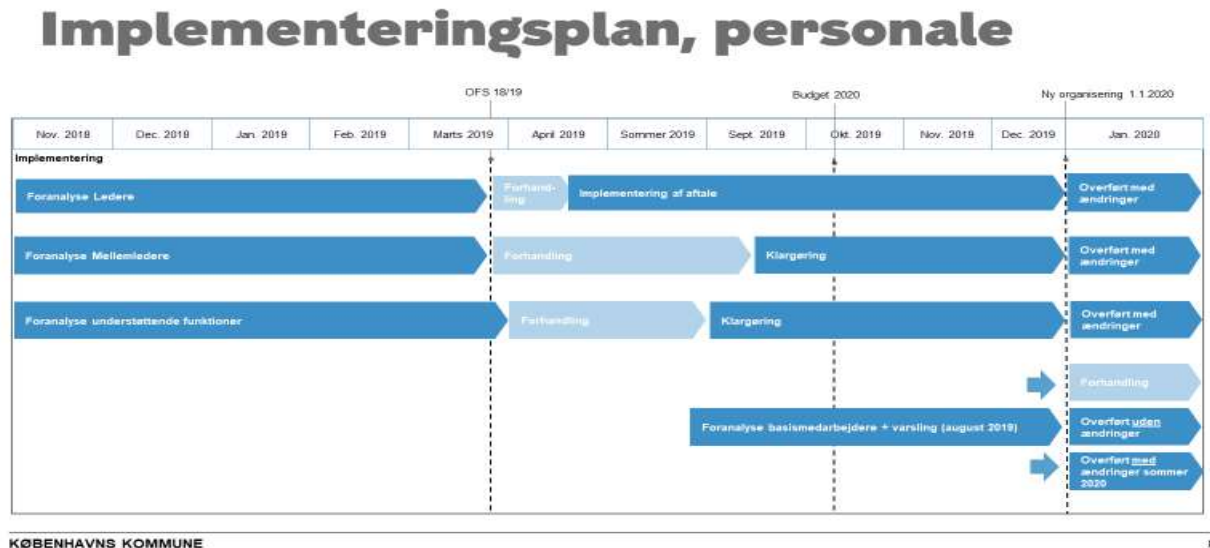 Implementeringsplan, personale
OFS 18/19
Budget 2020
Ny organisering 1.1.2020
Nov. 2018
Dec. 2018
Jan. 2019
Feb. 2019
Marts 2019
April 2019
Sommer 2019
Sept. 2019
Okt. 2019
Nov. 2019
Dec. 2019
Jan. 2020
Implementering
Foranalyse Ledere
Forhand-
ling
Implementering af aftale
Overført med
ændringer
Foranalyse Mellemledere
Forhandling
Klargøring
Overført med
ændringer
Foranalyse understøttende funktioner
Forhandling
Klargøring
Overført med
ændringer
Forhandling
Foranalyse basismedarbejdere + varsling (august 2019)
Overført uden
ændringer
Overført med
ændringer sommer
2020
KØBENHAVNS KOMMUNE